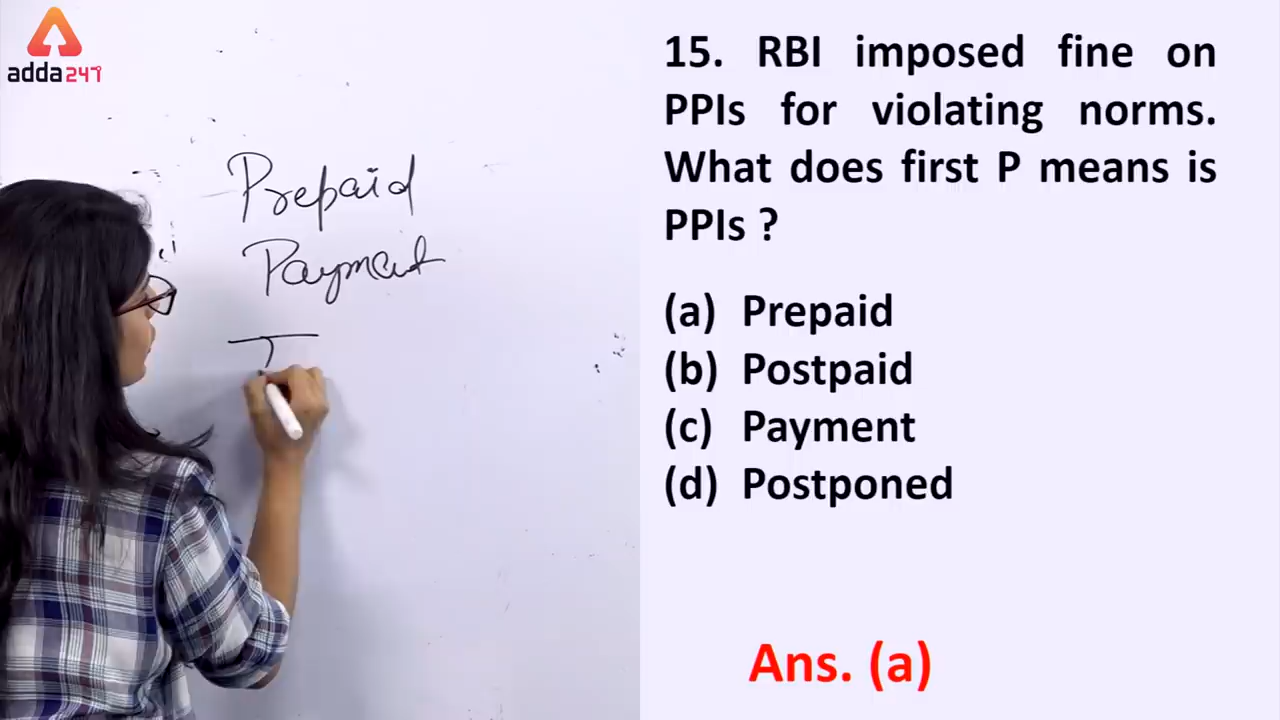 adda247
Prepaid
Payment
15. RBI imposed fine on
PPIs for violating norms.
What does first P means is
PPIs ?
(a) Prepaid
(b) Postpaid
(c) Payment
(d) Postponed
Ans. (a)